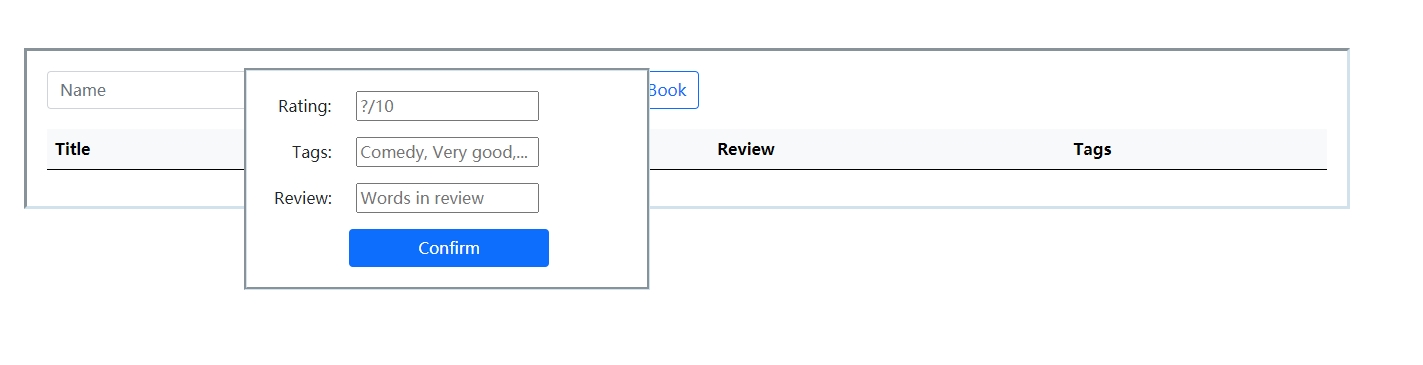 Name
Book
Rating: ?/10
Title
Review
Tags
Tags: Comedy, Very good,...
Review: Words in review
Confirm